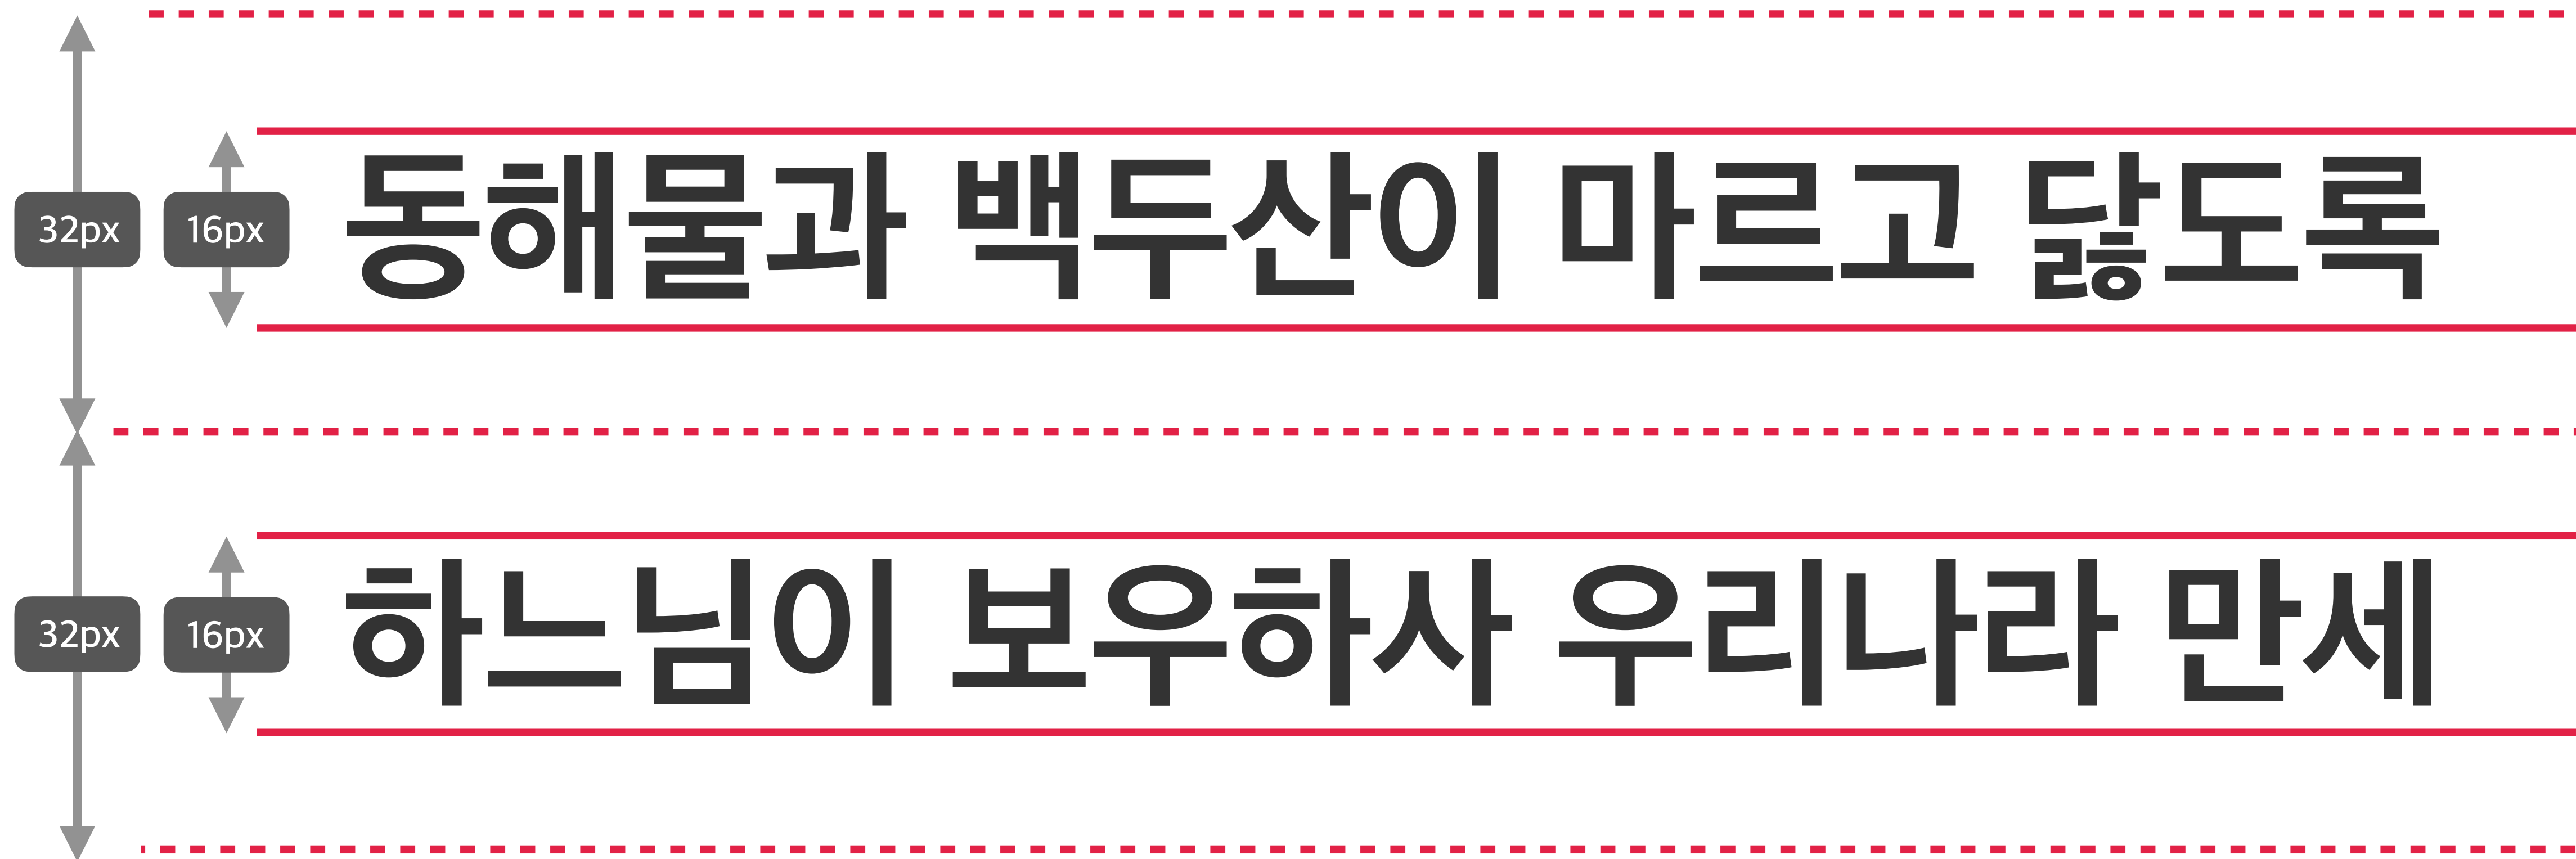 32px 16px 동해물과 백두산이 마르고 닳도록
32px 16px 하느님이 보우하사 우리나라 만세